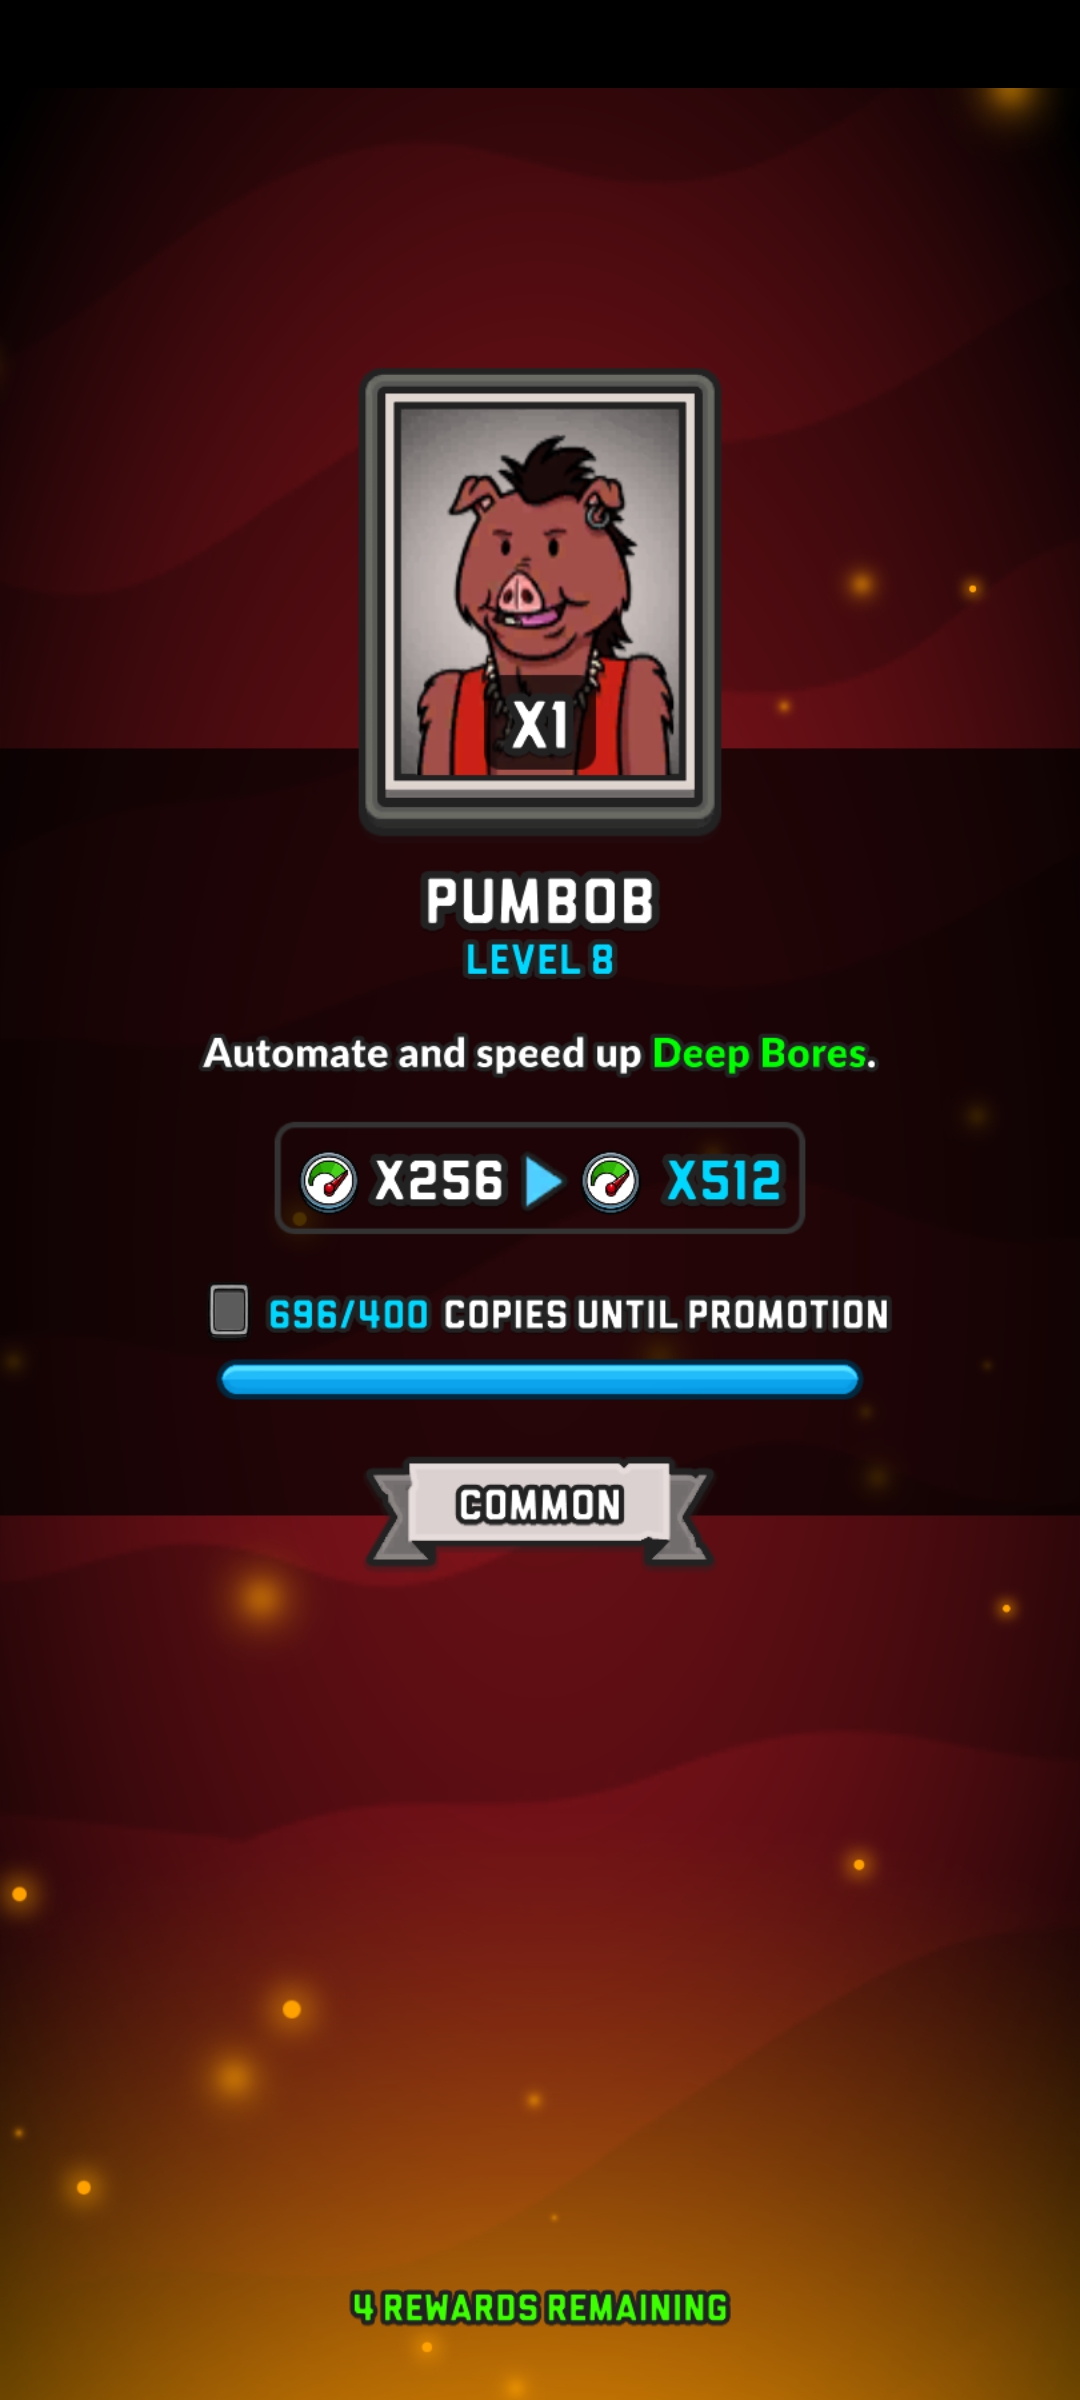 X1
PUMBOB
LEVEL 8
Automate and speed up Deep Bores.
X256 X512
696/400 COPIES UNTIL PROMOTION
COMMON
4 REWARDS REMAINING